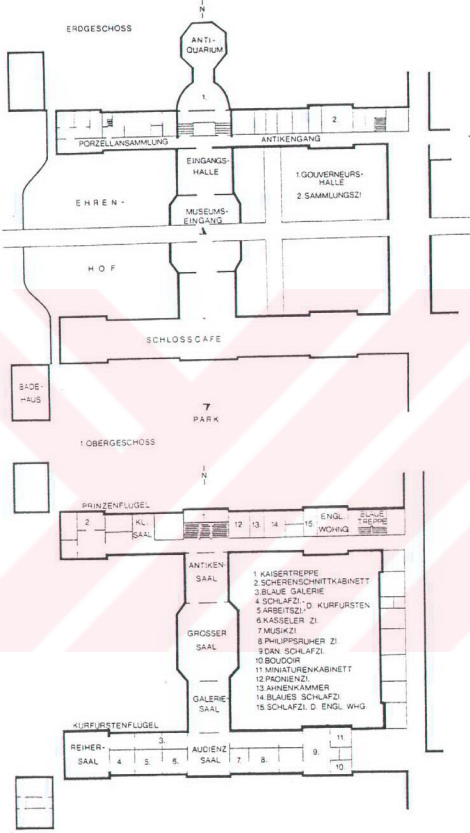 N
ERDGESCHOSS
ANTI-
QUARIUM
1.
2.
PORZELLANSAMMLUNG
ANTIKENGANG
EINGANGS-
HALLE
1.GOUVERNEURS-
HALLE
2.SAMMLUNGSZI
EHREN-
MUSEUMS-
EINGANG
HOF
SCHLOSSCAFE
BADE-
HAUS
PARK
1.OBERGESCHOSS
N
PRINZENFLÜGEL
2
KL.
SAAL
1
12
13.
14
15.
ENGL.
WOHNG
BLAUE
TREPPE
ANTIKEN
SAAL
1 KAISERTREPPE
2.SCHERENSCHNITTKABINETT
3.BLAUE GALERIE
4 SCHLAFZI.-
5 ARBEITSZI.- D. KURFÜRSTEN
6.KASSELER ZI.
7 MUSIKZI.
8 PHILIPPSRUHER ZI.
9 DAN. SCHLAFZI.
10 BOUDOIR
11 MINIATURENKABINETT
12 PAONIENZI.
13 AHNENKAMMER
14 BLAUES SCHLAFZI.
15 SCHLAFZI. D. ENGL. WHG.
GROSSER
SAAL
GALERIE-
SAAL
KURFÜRSTENFLÜGEL
REIHER-
SAAL
3.
4.
5.
6.
AUDIENZ
SAAL
7.
8.
9.
11.
10.